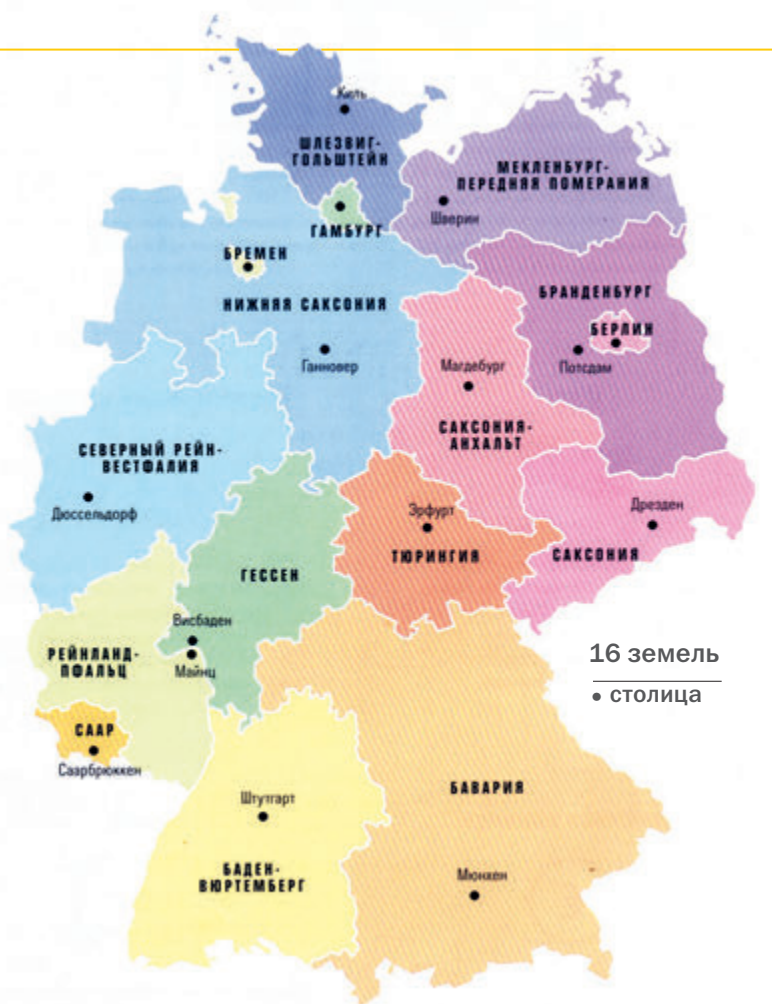 Киль
ШЛЕЗВИГ-
ГОЛЬШТЕЙН
МЕКЛЕНБУРГ-
ПЕРЕДНЯЯ ПОМЕРАНИЯ
Шверин
ГАМБУРГ
БРЕМЕН
НИЖНЯЯ САКСОНИЯ
БРАНДЕНБУРГ
БЕРЛИН
Потсдам
Ганновер
Магдебург
САКСОНИЯ-
АНХАЛЬТ
СЕВЕРНЫЙ РЕЙН-
ВЕСТФАЛИЯ
Дюссельдорф
Эрфурт
Дрезден
ТЮРИНГИЯ
САКСОНИЯ
ГЕССЕН
Висбаден
Майнц
РЕЙНЛАНД-
ПФАЛЬЦ
16 земель
• столица
СААР
Саарбрюккен
БАВАРИЯ
Штутгарт
БАДЕН-
ВЮРТЕМБЕРГ
Мюнхен